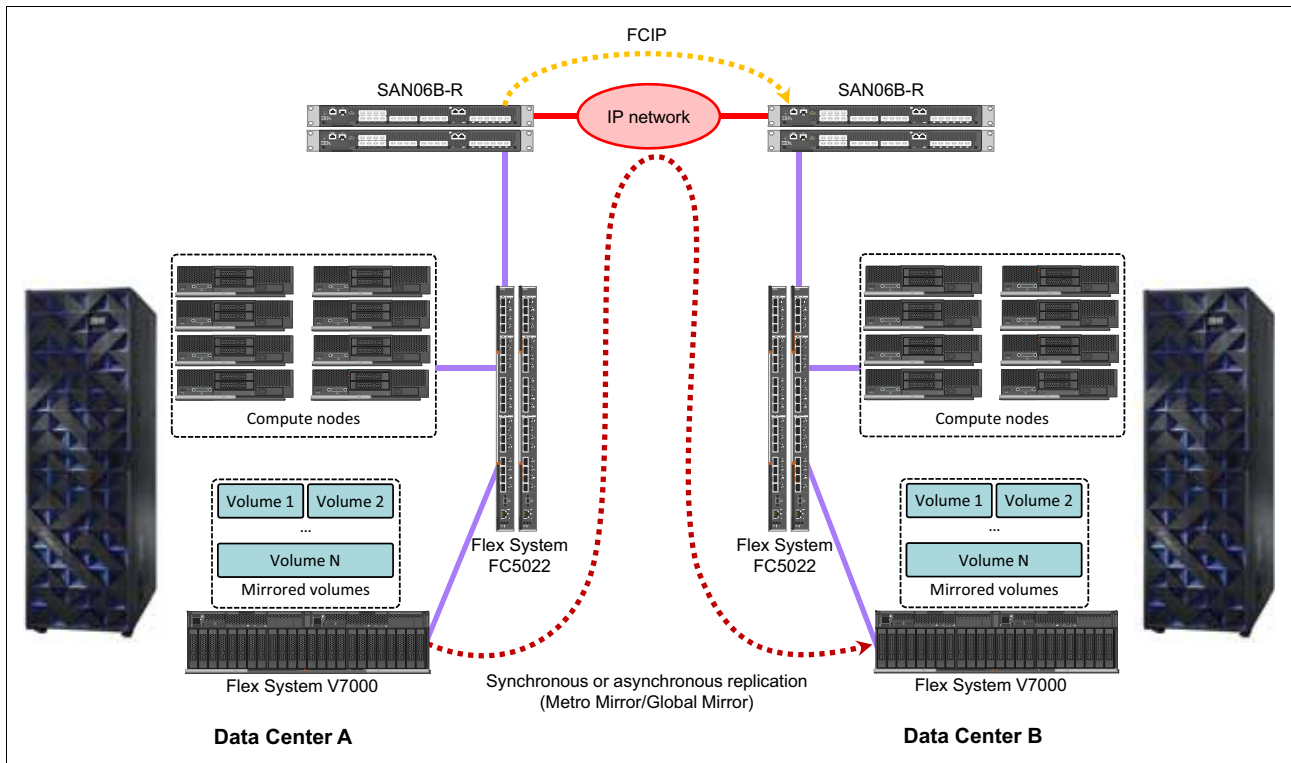 FCIP
SAN06B-R
SAN06B-R
IP network
Compute nodes
Compute nodes
Volume 1
Volume 2
...
Volume N
Mirrored volumes
Flex System
FC5022
Flex System V7000
Flex System
FC5022
Volume 1
Volume 2
...
Volume N
Mirrored volumes
Flex System V7000
Synchronous or asynchronous replication
(Metro Mirror/Global Mirror)
Data Center A
Data Center B